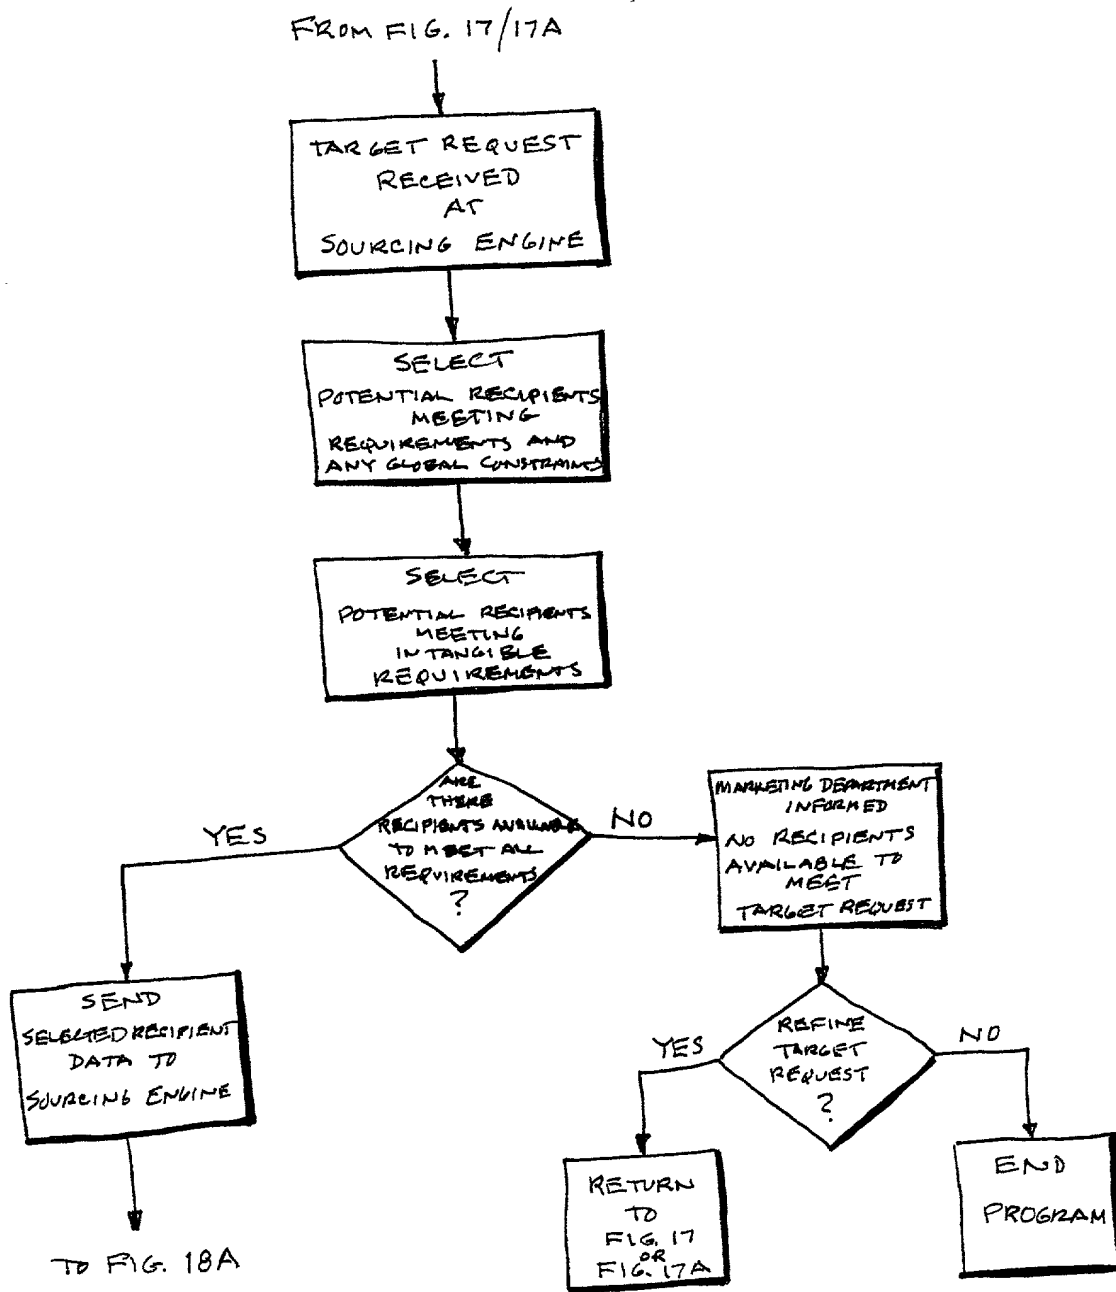 FROM FIG. 17/17A
TARGET REQUEST
RECEIVED
AT
SOURCING ENGINE
SELECT
POTENTIAL RECIPIENTS
MEETING
REQUIREMENTS AND
ANY GLOBAL CONSTRAINTS
SELECT
POTENTIAL RECIPIENTS
MEETING
INTANGIBLE
REQUIREMENTS
ARE
THERE
RECIPIENTS AVAILABLE
TO MEET ALL
REQUIREMENTS
?
YES
NO
MARKETING DEPARTMENT
INFORMED
NO RECIPIENTS
AVAILABLE TO
MEET
TARGET REQUEST
SEND
SELECTED RECIPIENT
DATA TO
SOURCING ENGINE
TO FIG. 18A
REFINE
TARGET
REQUEST
?
YES
NO
RETURN
TO
FIG. 17
OR
FIG. 17A
END
PROGRAM